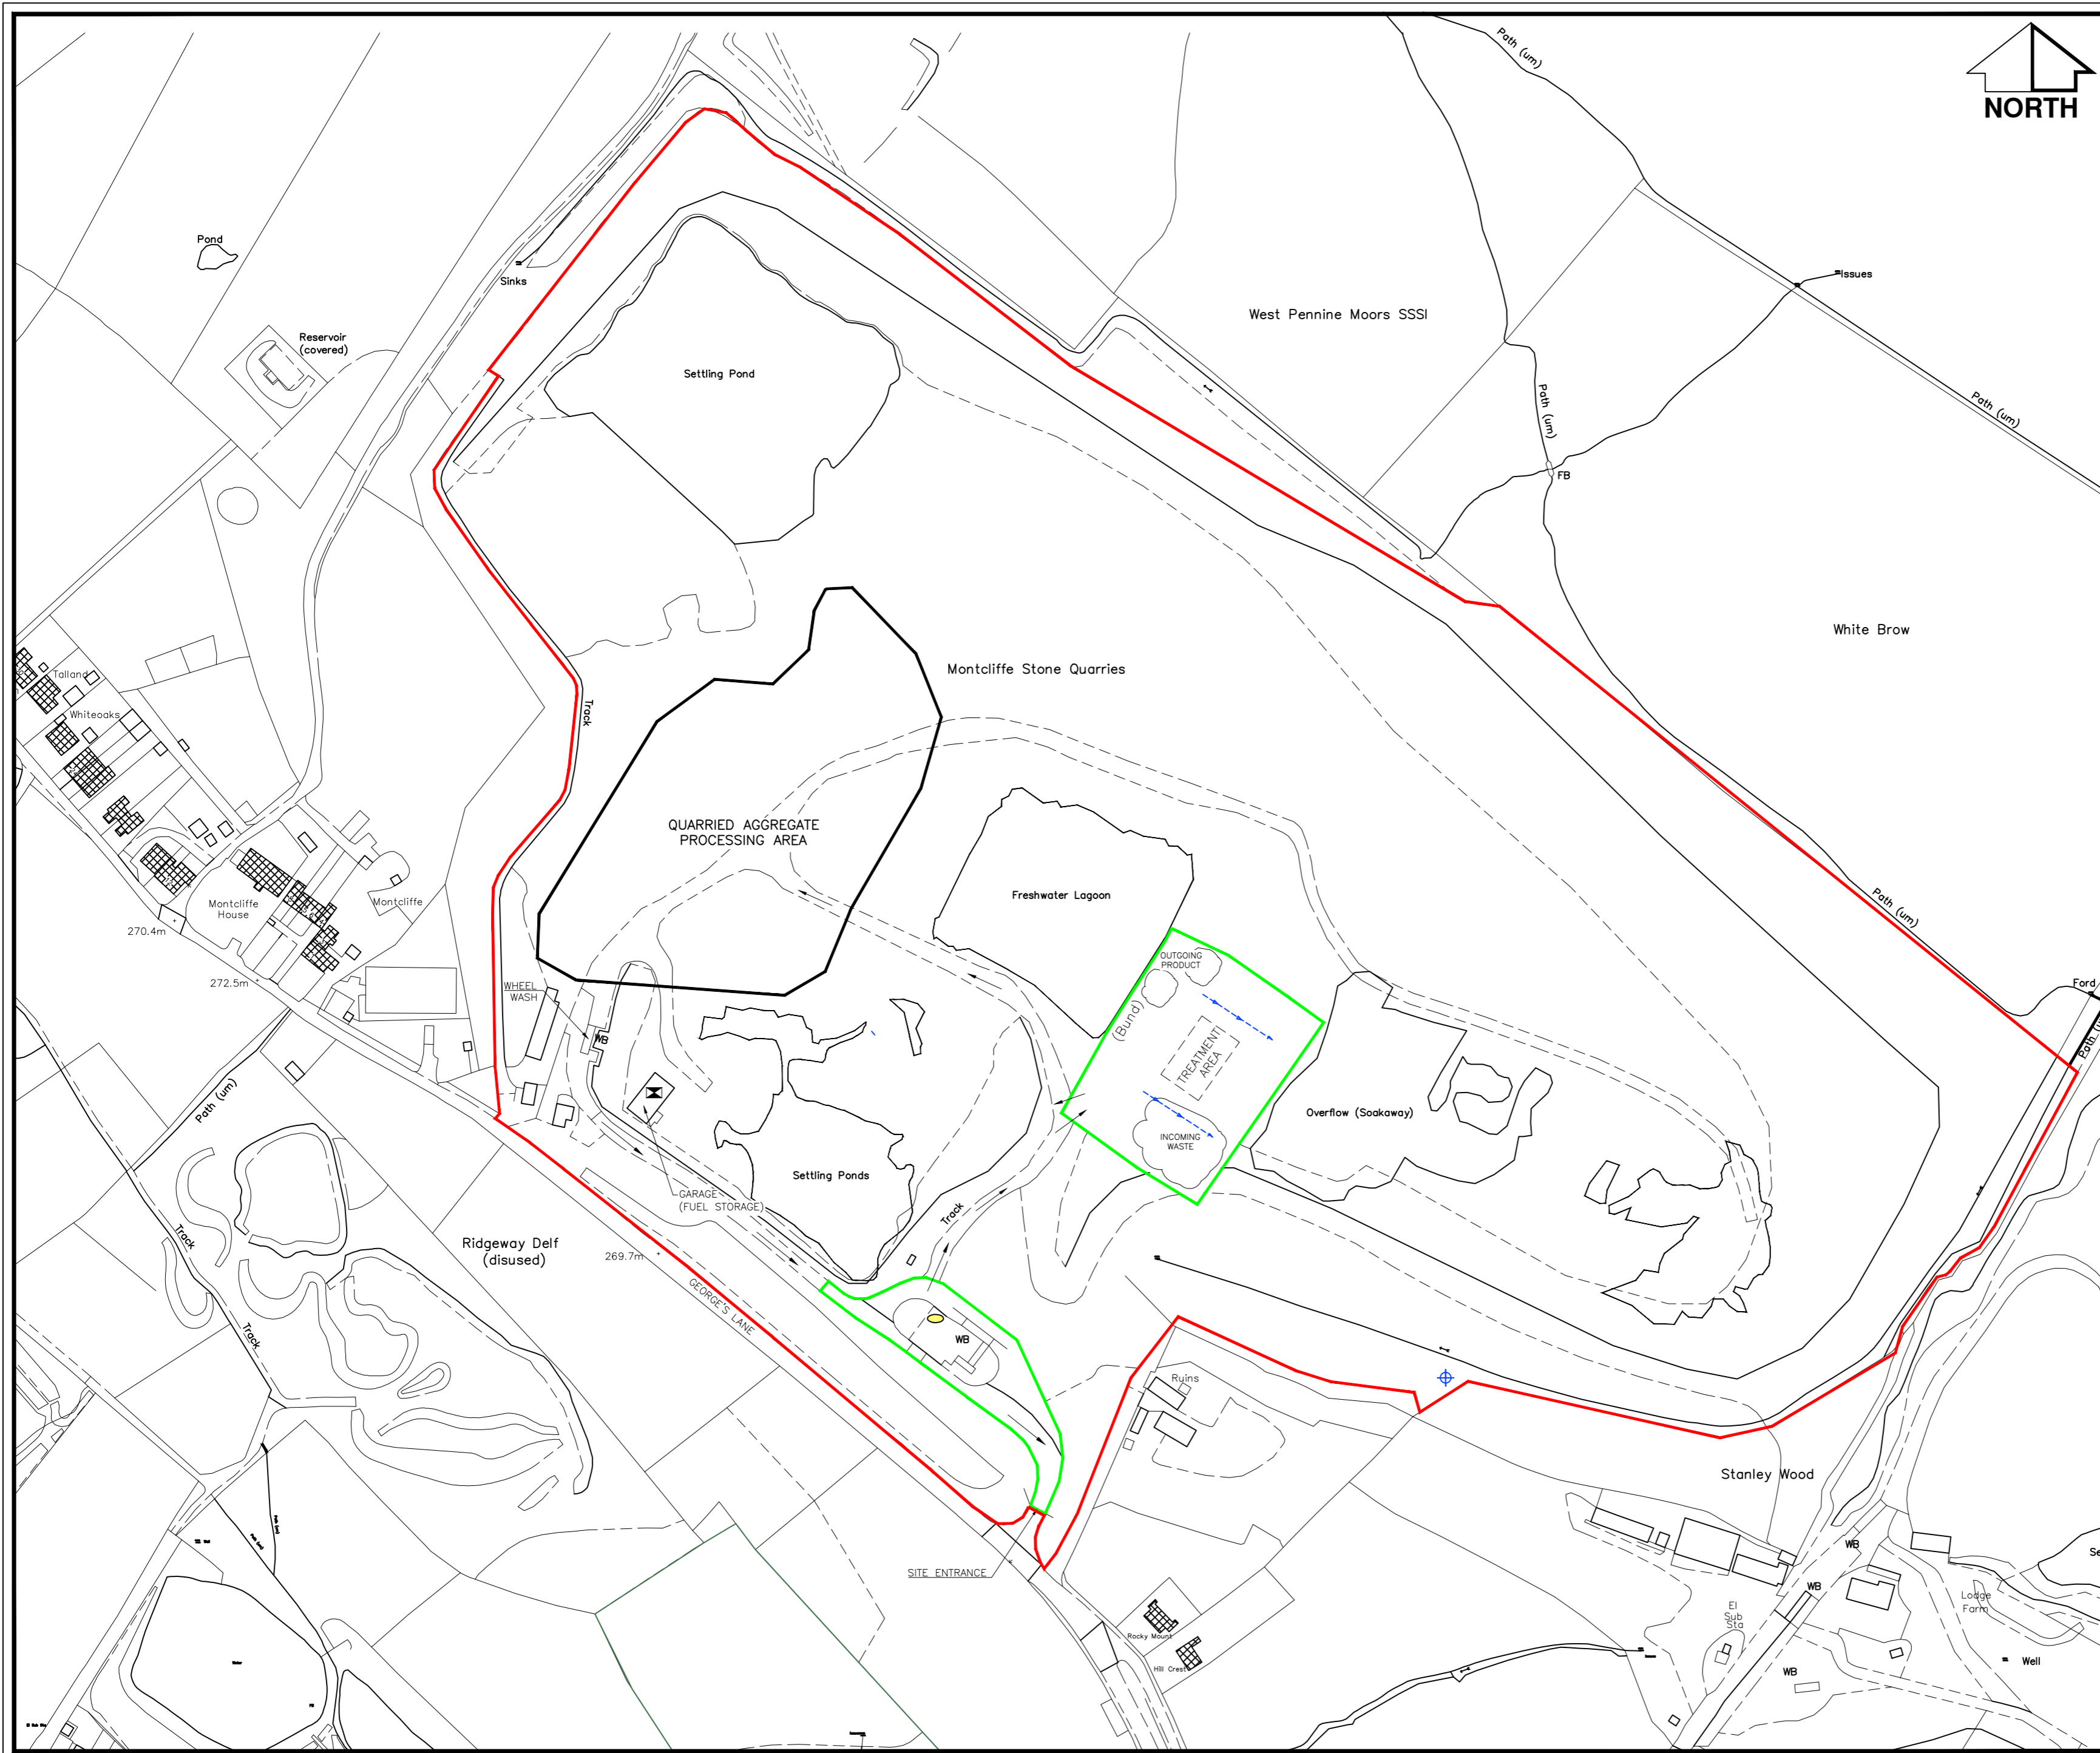 Path (um)
NORTH
Pond
Sinks
Issues
West Pennine Moors SSSI
Reservoir
(covered)
Settling Pond
Path (um)
Path (um)
FB
White Brow
Talland
Montcliffe Stone Quarries
Track
Whiteoaks
QUARRIED AGGREGATE
PROCESSING AREA
Freshwater Lagoon
Path (um)
Montcliffe
House
Montcliffe
270.4m
272.5m
WHEEL
WASH
WB
OUTGOING
PRODUCT
(Bund)
TREATMENT
AREA
Ford
Path (um)
Path (um)
INCOMING
WASTE
Overflow (Soakaway)
Settling Ponds
GARAGE
(FUEL STORAGE)
Track
Track
Ridgeway Delf
(disused)
269.7m
GEORGE'S LANE
Track
WB
Ruins
Stanley Wood
SITE ENTRANCE
Rocky Mount
Hill Crest
El
Sub
Sta
WB
WB
WB
Lodge
Farm
Well
Se